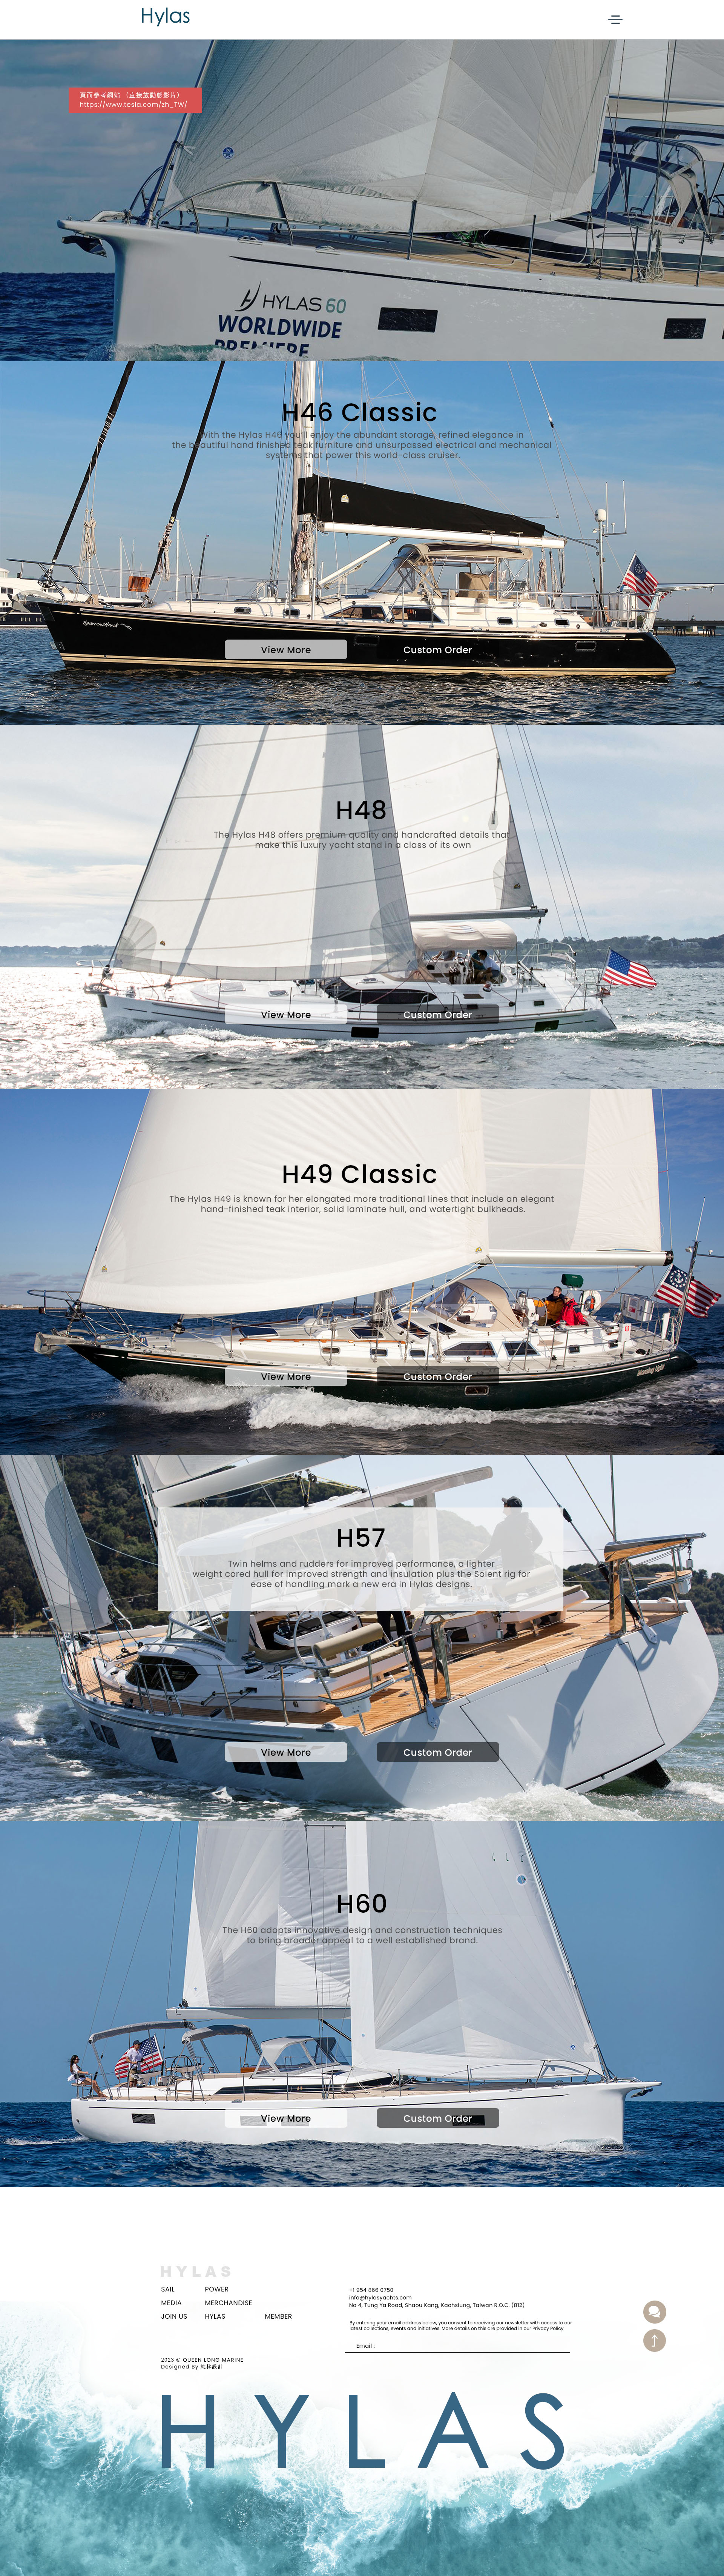 Hylas
頁面參考網站 (直接放動態影片)
https://www.tesla.com/zh_TW/
HYLAS 60
WORLDWIDE
PREMIERE
H46 Classic
With the Hylas H46 you'll enjoy the abundant storage, refined elegance in
the beautiful hand finished teak furniture and unsurpassed electrical and mechanical
systems that power this world-class cruiser.
SparrowHawk
View More
Custom Order
H48
The Hylas H48 offers premium quality and handcrafted details that
make this luxury yacht stand in a class of its own
View More
Custom Order
H49 Classic
The Hylas H49 is known for her elongated more traditional lines that include an elegant
hand-finished teak interior, solid laminate hull, and watertight bulkheads.
View More
Custom Order
H57
Twin helms and rudders for improved performance, a lighter
weight cored hull for improved strength and insulation plus the Solent rig for
ease of handling mark a new era in Hylas designs.
View More
Custom Order
H60
The H60 adopts innovative design and construction techniques
to bring broader appeal to a well established brand.
View More
Custom Order
HYLAS
SAIL POWER
MEDIA MERCHANDISE
JOIN US HYLAS MEMBER
+1 954 866 0750
info@hylasyachts.com
No 4, Tung Ya Road, Shaou Kang, Kaohsiung, Taiwan R.O.C. (812)
By entering your email address below, you consent to receiving our newsletter with access to our
latest collections, events and initiatives. More details on this are provided in our Privacy Policy
Email :
2023 © QUEEN LONG MARINE
Designed By 曉輝設計
HYLAS